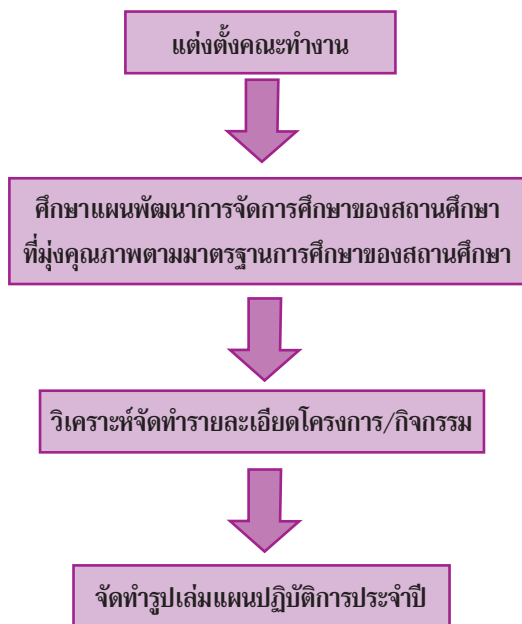 แต่งตั้งคณะทำงาน
ศึกษาแผนพัฒนาการจัดการศึกษาของสถานศึกษา
ที่มุ่งคุณภาพตามมาตรฐานการศึกษาของสถานศึกษา
วิเคราะห์จัดทำรายละเอียดโครงการ/กิจกรรม
จัดทำรูปเล่มแผนปฏิบัติการประจำปี